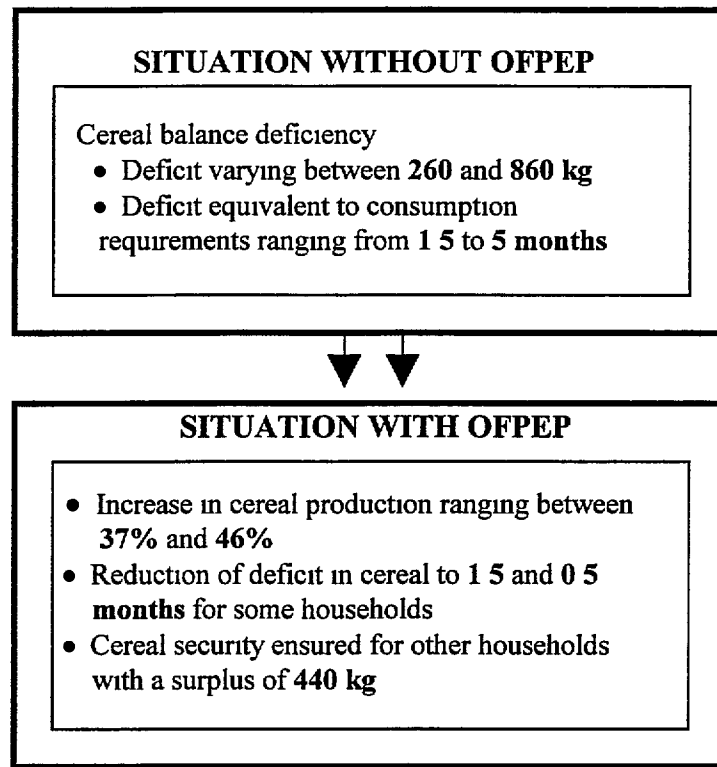 SITUATION WITHOUT OFPEP
Cereal balance deficiency
• Deficit varying between 260 and 860 kg
• Deficit equivalent to consumption
requirements ranging from 1 5 to 5 months
SITUATION WITH OFPEP
• Increase in cereal production ranging between
37% and 46%
• Reduction of deficit in cereal to 1 5 and 0 5
months for some households
• Cereal security ensured for other households
with a surplus of 440 kg